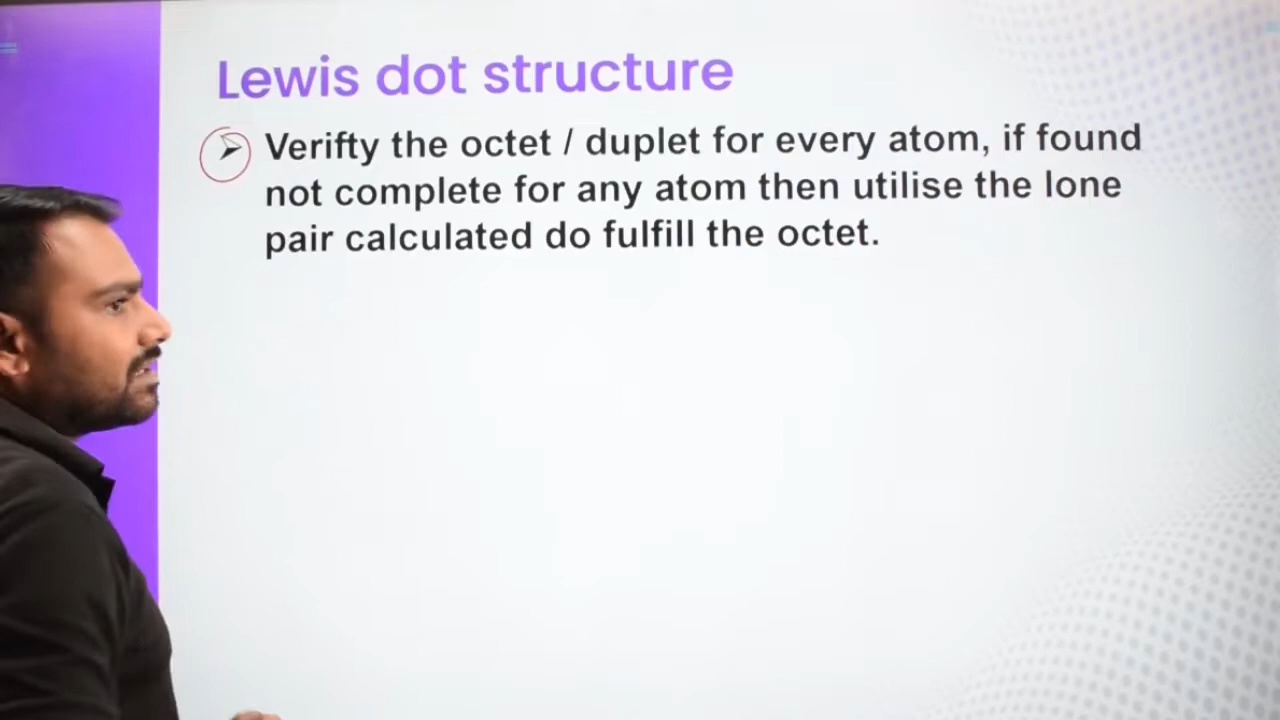 Lewis dot structure
Verifty the octet / duplet for every atom, if found
not complete for any atom then utilise the lone
pair calculated do fulfill the octet.